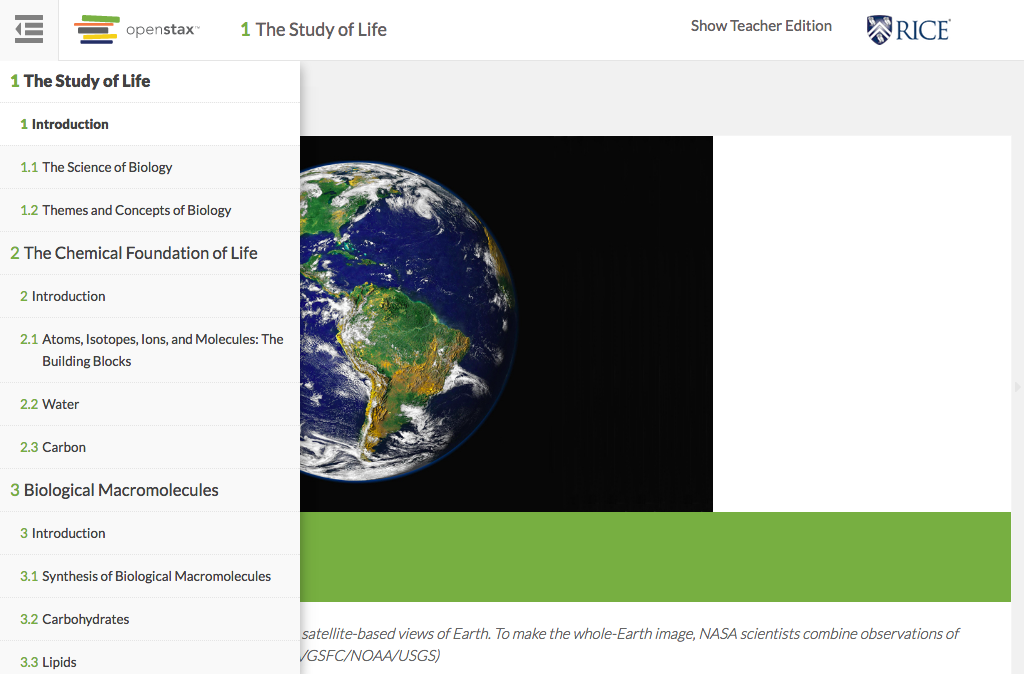 openstax™
1 The Study of Life
Show Teacher Edition
RICE®
1 The Study of Life
1 Introduction
1.1 The Science of Biology
1.2 Themes and Concepts of Biology
2 The Chemical Foundation of Life
2 Introduction
2.1 Atoms, Isotopes, Ions, and Molecules: The
Building Blocks
2.2 Water
2.3 Carbon
3 Biological Macromolecules
3 Introduction
3.1 Synthesis of Biological Macromolecules
3.2 Carbohydrates
3.3 Lipids
satellite-based views of Earth. To make the whole-Earth image, NASA scientists combine observations of
/GSFC/NOAA/USGS)